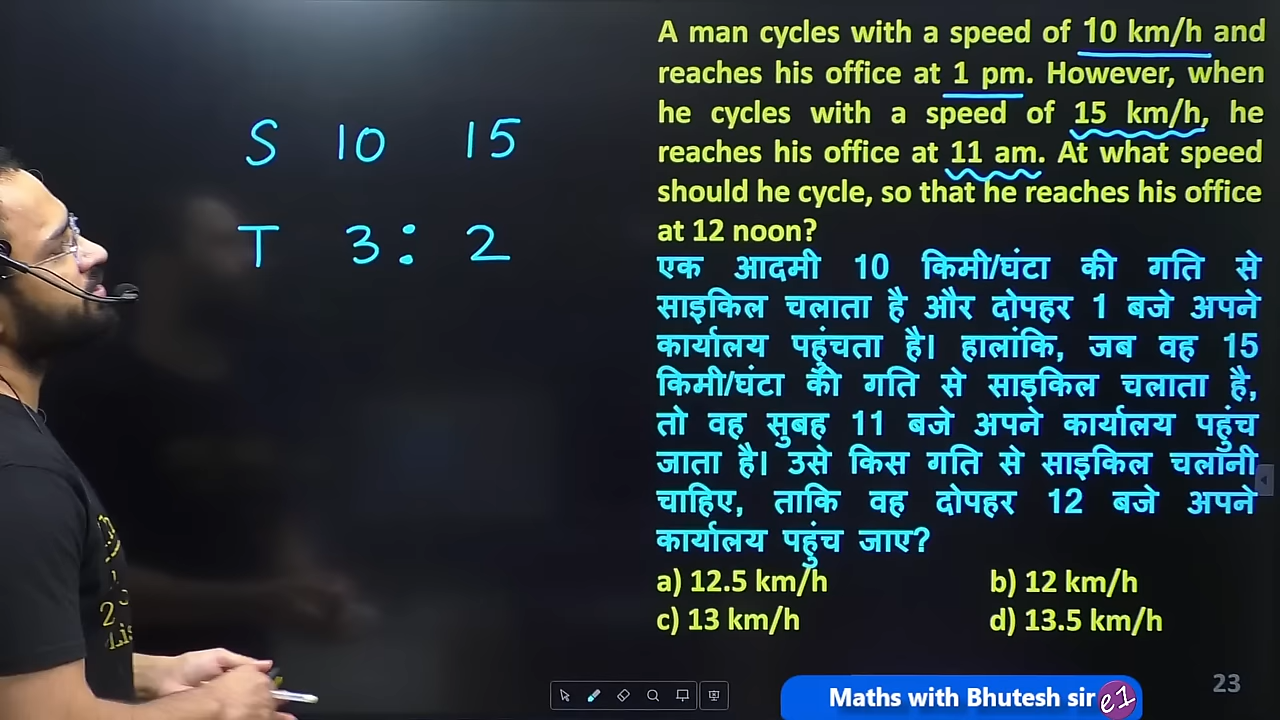 A man cycles with a speed of 10 km/h and
reaches his office at 1 pm. However, when
he cycles with a speed of 15 km/h, he
reaches his office at 11 am. At what speed
should he cycle, so that he reaches his office
at 12 noon?
एक आदमी 10 किमी/घंटा की गति से
साइकिल चलाता है और दोपहर 1 बजे अपने
कार्यालय पहुंचता है। हालांकि, जब वह 15
किमी/घंटा की गति से साइकिल चलाता है,
तो वह सुबह 11 बजे अपने कार्यालय पहुंच
जाता है। उसे किस गति से साइकिल चलानी
चाहिए, ताकि वह दोपहर 12 बजे अपने
कार्यालय पहुंच जाए?
a) 12.5 km/h b) 12 km/h
c) 13 km/h d) 13.5 km/h
S 10 15
T 3 : 2
Maths with Bhutesh sir e1
23